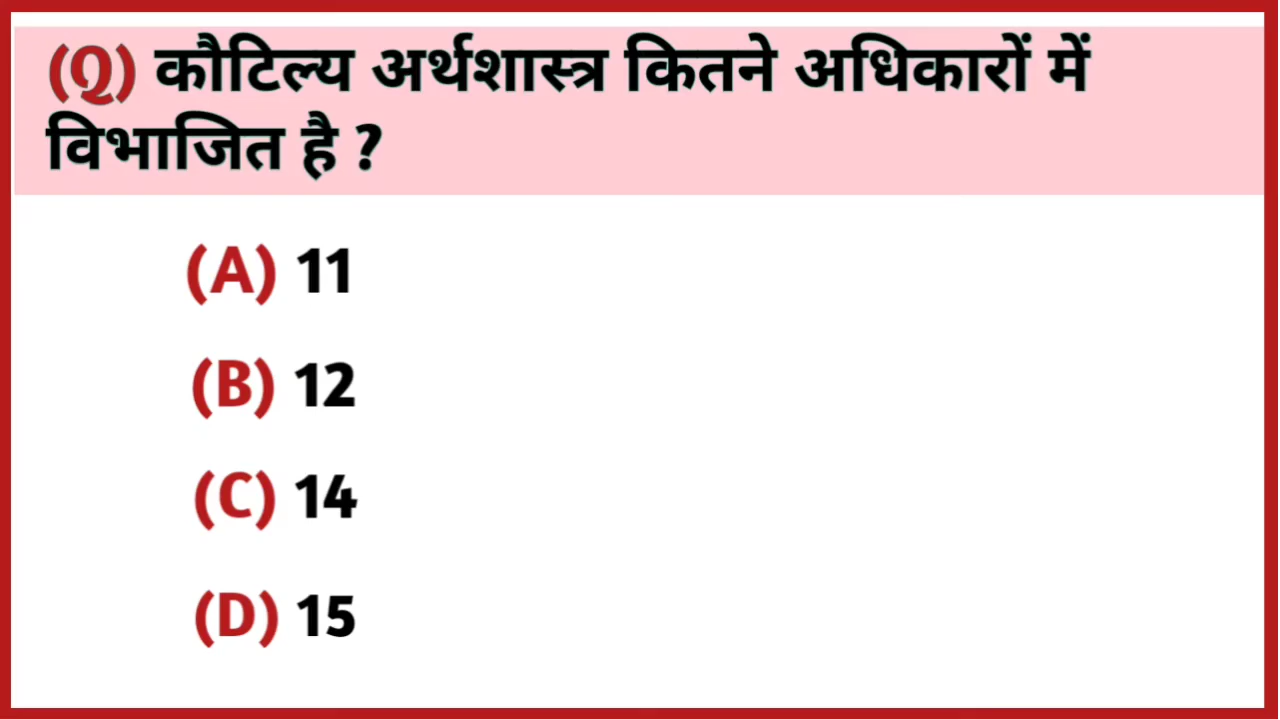 (Q) कौटिल्य अर्थशास्त्र कितने अधिकारों में
विभाजित है ?
(A) 11
(B) 12
(C) 14
(D) 15